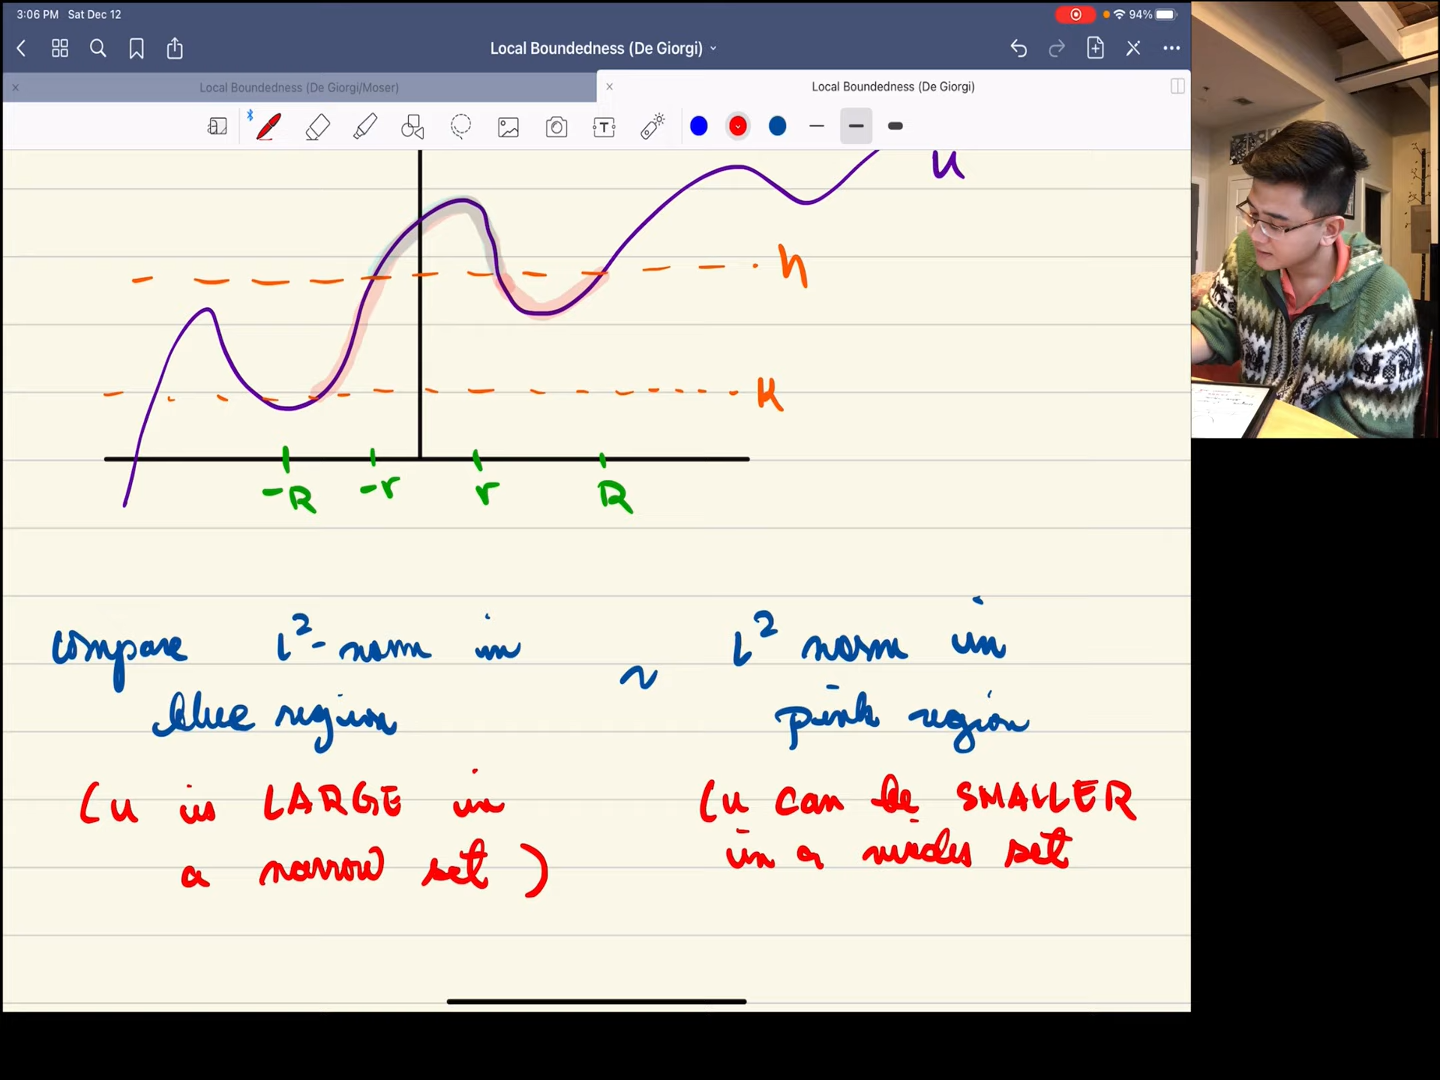 3:06 PM Sat Dec 12
94%
Local Boundedness (De Giorgi)
Local Boundedness (De Giorgi/Moser)
Local Boundedness (De Giorgi)
T
u
h
k
-R -r r R
compare L²-norm in ~ L² norm in
blue region pink region
(u is LARGE in (u can be SMALLER
a narrow set) in a wider set